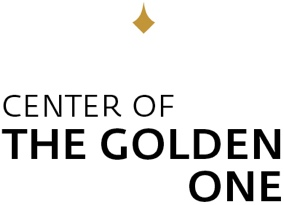 CENTER OF
THE GOLDEN
ONE